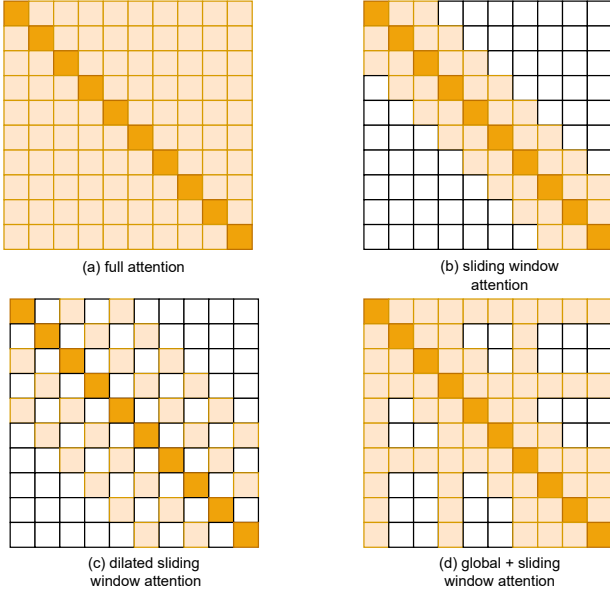 (a) full attention
(b) sliding window
attention
(c) dilated sliding
window attention
(d) global + sliding
window attention